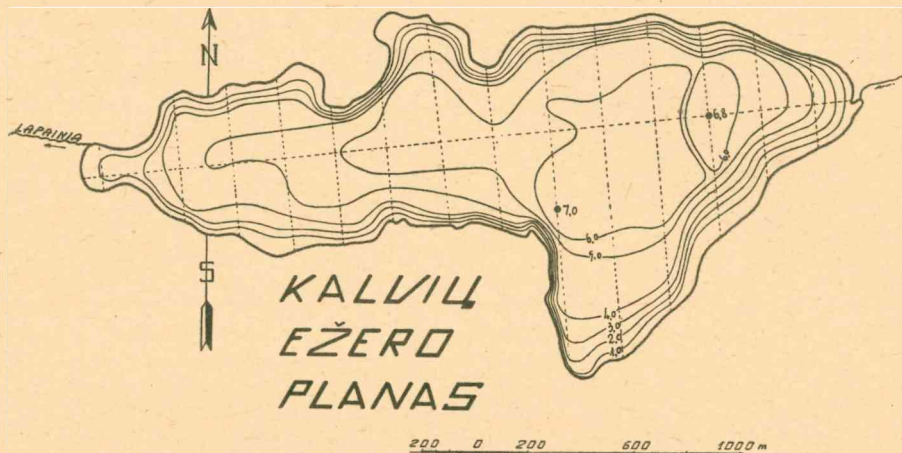 N
LAPAINIA
6,8
6,0
7,0
6,0
5,0
4,0
3,0
2,0
1,0
S
KALVIŲ
EŽERO
PLANAS
200 0 200 600 1000 m